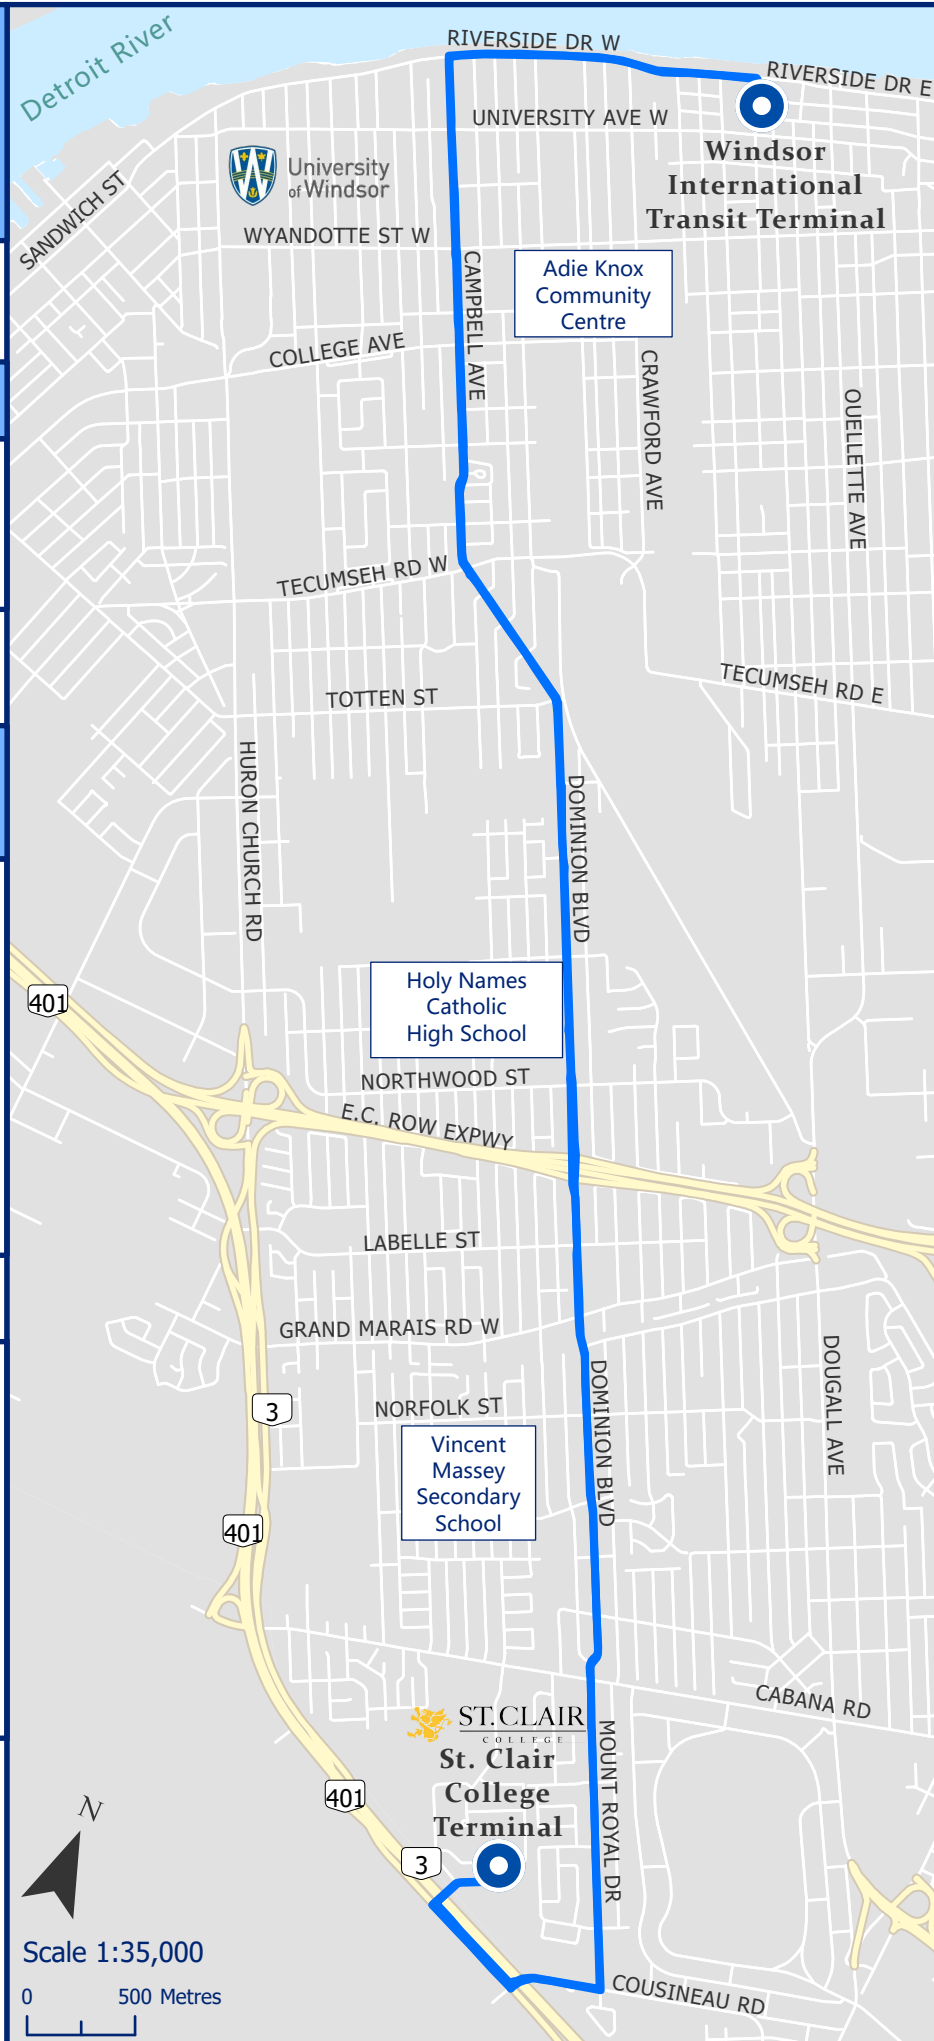 Detroit River
RIVERSIDE DR W
RIVERSIDE DR E
UNIVERSITY AVE W
Windsor
International
Transit Terminal
University
of Windsor
SANDWICH ST
WYANDOTTE ST W
CAMPBELL AVE
Adie Knox
Community
Centre
COLLEGE AVE
CRAWFORD AVE
OUELLETTE AVE
TECUMSEH RD W
TECUMSEH RD E
TOTTEN ST
HURON CHURCH RD
DOMINION BLVD
Holy Names
Catholic
High School
401
NORTHWOOD ST
E.C. ROW EXPWY
LABELLE ST
GRAND MARAIS RD W
DOUGALL AVE
DOMINION BLVD
3
NORFOLK ST
Vincent
Massey
Secondary
School
401
CABANA RD
ST. CLAIR
COLLEGE
MOUNT ROYAL DR
St. Clair
College
Terminal
401
3
N
Scale 1:35,000
0 500 Metres
COUSINEAU RD